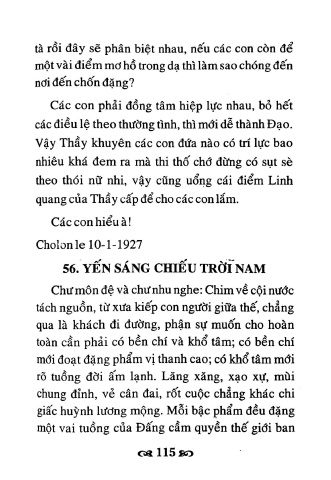 tà rồi đây sẽ phân biệt nhau, nếu các con còn để
một vài điểm mơ hồ trong dạ thì làm sao chóng đến
nơi đến chốn đặng?
Các con phải đồng tâm hiệp lực nhau, bỏ hết
các điều lệ theo thường tình, thì mới dễ thành Đạo.
Vậy Thầy khuyên các con đứa nào có trí lực bao
nhiêu khá đem ra mà thi thố chớ đừng có sụt sè
theo thói nữ nhi, vậy cũng uổng cái điểm Linh
quang của Thầy cấp để cho các con lắm.
Các con hiểu à!
Cholon le 10-1-1927
56. YẾN SÁNG CHIẾU TRỜI NAM
Chư môn đệ và chư nhu nghe: Chim về cội nước
tách nguồn, từ xưa kiếp con người giữa thế, chẳng
qua là khách đi đường, phận sự muốn cho hoàn
toàn cần phải có bền chí và khổ tâm; có bền chí
mới đoạt đặng phẩm vị thanh cao; có khổ tâm mới
rõ tuồng đời ấm lạnh. Lăng xăng, xạo xự, mùi
chung đỉnh, vẻ cân đai, rốt cuộc chẳng khác chi
giấc huỳnh lương mộng. Mỗi bậc phẩm đều đặng
một vai tuồng của Đấng cầm quyền thế giới ban
115